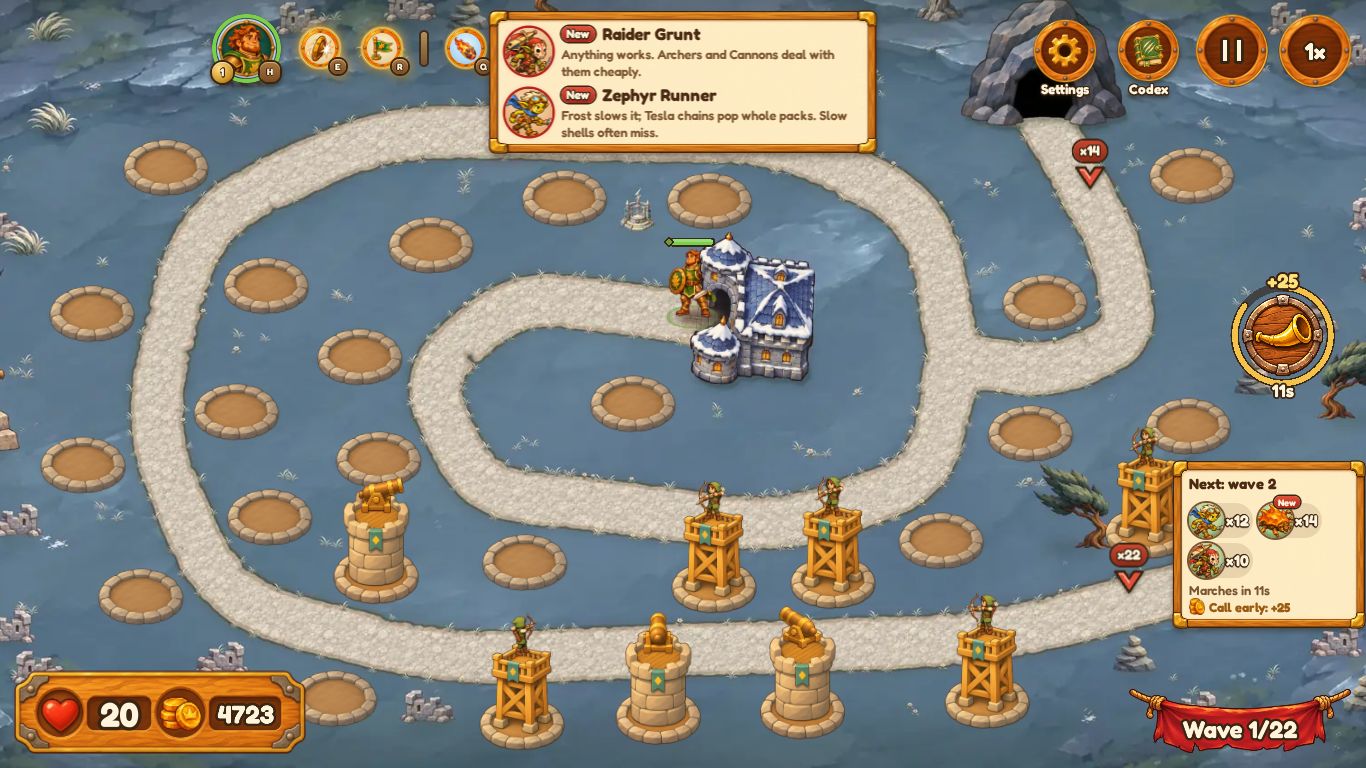 New Raider Grunt
Anything works. Archers and Cannons deal with
them cheaply.
New Zephyr Runner
Frost slows it; Tesla chains pop whole packs. Slow
shells often miss.
1
H
E
R
Q
Settings
Codex
1x
x14
+25
11s
Next: wave 2
x12
New
x14
x10
Marches in 11s
Call early: +25
x22
20
4723
Wave 1/22